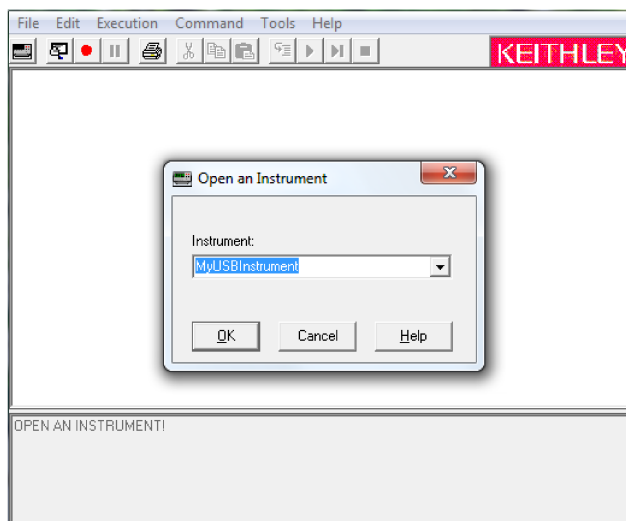 File Edit Execution Command Tools Help
KEITHLEY
Open an Instrument
Instrument:
MyUSBInstrument
OK Cancel Help
OPEN AN INSTRUMENT!